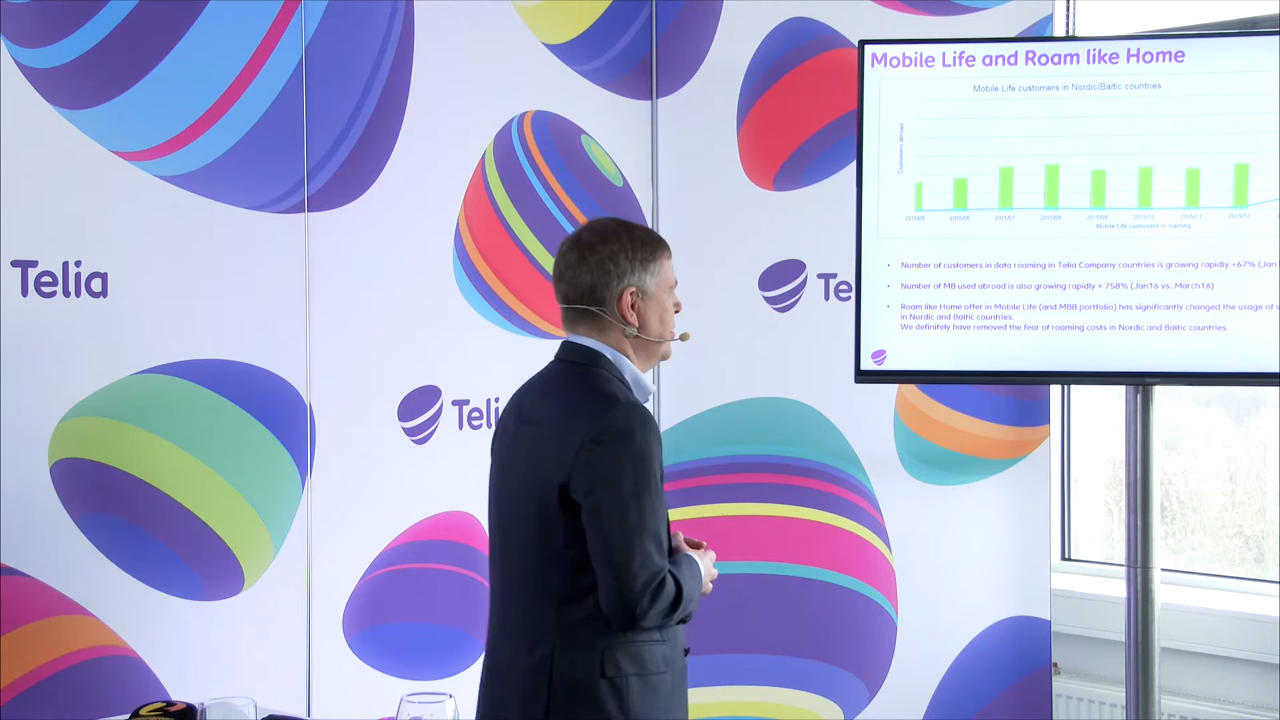 Mobile Life and Roam like Home
Mobile Life customers in Nordic/Baltic countries
Customers abroad
2015/05 2015/06 2015/07 2015/08 2015/09 2015/10 2015/11 2015/12
Mobile Life customers in roaming
• Number of customers in data roaming in Telia Company countries is growing rapidly +67% (Jan
• Number of MB used abroad is also growing rapidly + 758% (Jan16 vs. March16)
• Roam like Home offer in Mobile Life (and MBB portfolio) has significantly changed the usage of
in Nordic and Baltic countries.
We definitely have removed the fear of roaming costs in Nordic and Baltic countries.
Telia
Te
Teli